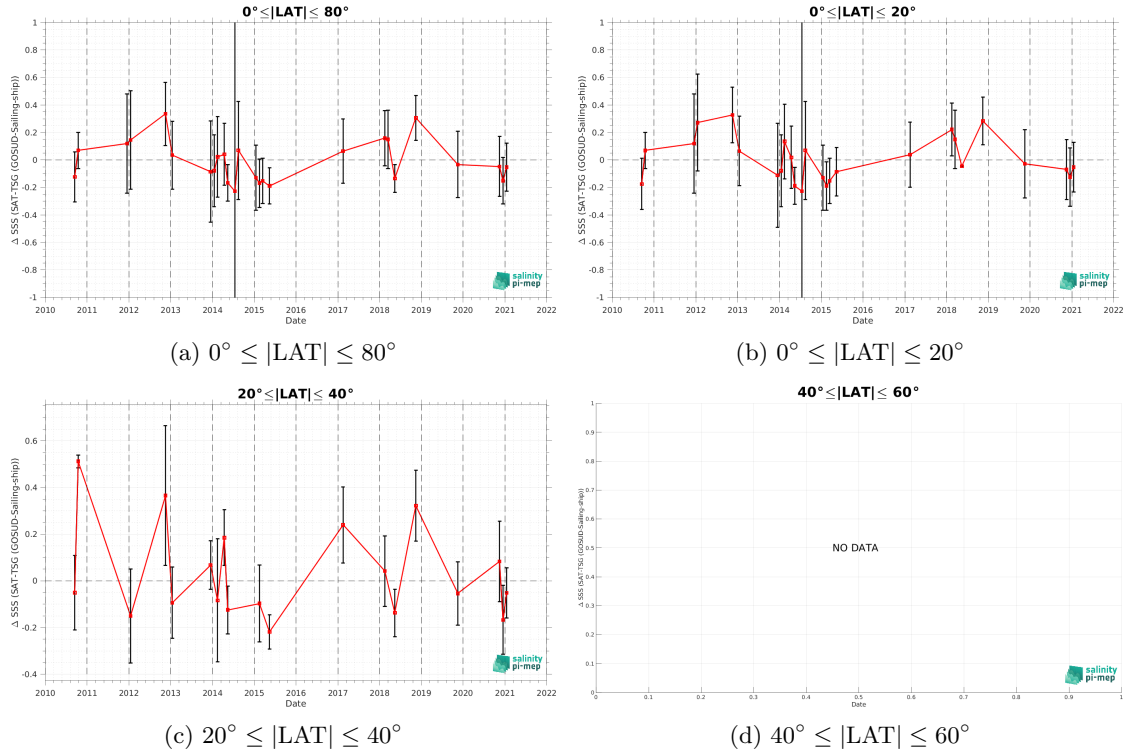 0°≤|LAT|≤ 80°
Δ SSS (SAT-TSG (GOSUD-Sailing-ship))
1
0.8
0.6
0.4
0.2
0
-0.2
-0.4
-0.6
-0.8
-1
2010 2011 2012 2013 2014 2015 2016 2017 2018 2019 2020 2021 2022
Date
salinity
pi-mep
(a) 0° ≤ |LAT| ≤ 80°
0°≤|LAT|≤ 20°
Δ SSS (SAT-TSG (GOSUD-Sailing-ship))
1
0.8
0.6
0.4
0.2
0
-0.2
-0.4
-0.6
-0.8
-1
2010 2011 2012 2013 2014 2015 2016 2017 2018 2019 2020 2021 2022
Date
salinity
pi-mep
(b) 0° ≤ |LAT| ≤ 20°
20°≤|LAT|≤ 40°
Δ SSS (SAT-TSG (GOSUD-Sailing-ship))
0.6
0.4
0.2
0
-0.2
-0.4
2010 2011 2012 2013 2014 2015 2016 2017 2018 2019 2020 2021 2022
Date
salinity
pi-mep
(c) 20° ≤ |LAT| ≤ 40°
40°≤|LAT|≤ 60°
Δ SSS (SAT-TSG (GOSUD-Sailing-ship))
1
0.9
0.8
0.7
0.6
0.5
0.4
0.3
0.2
0.1
0
NO DATA
0 0.1 0.2 0.3 0.4 0.5 0.6 0.7 0.8 0.9 1
Date
salinity
pi-mep
(d) 40° ≤ |LAT| ≤ 60°